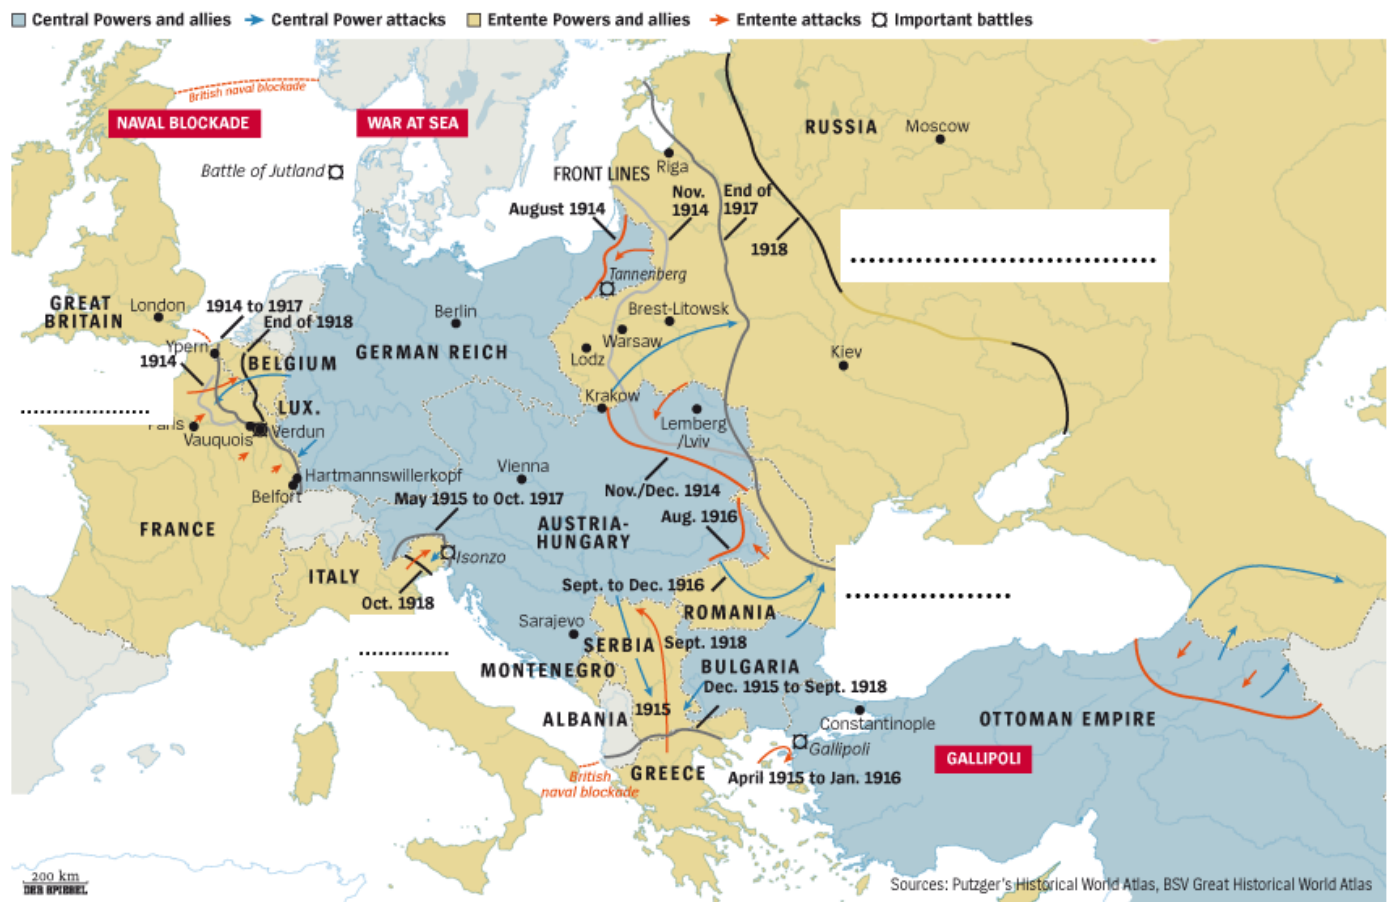 Central Powers and allies
Central Power attacks
Entente Powers and allies
Entente attacks
Important battles
British naval blockade
NAVAL BLOCKADE
WAR AT SEA
RUSSIA
Moscow
Battle of Jutland
FRONT LINES
Riga
August 1914
Nov.
1914
End of
1917
1918
Tannenberg
GREAT
BRITAIN
London
1914 to 1917
End of 1918
Berlin
Brest-Litowsk
Warsaw
Ypern
1914
BELGIUM
GERMAN REICH
Lodz
Kiev
LUX.
Krakow
Paris
Vauquois
Verdun
Lemberg
/Lviv
Hartmannswillerkopf
Belfort
Vienna
May 1915 to Oct. 1917
Nov./Dec. 1914
Aug. 1916
FRANCE
AUSTRIA-
HUNGARY
Isonzo
ITALY
Oct. 1918
Sept. to Dec. 1916
ROMANIA
Sarajevo
SERBIA
Sept. 1918
MONTENEGRO
BULGARIA
Dec. 1915 to Sept. 1918
1915
ALBANIA
Constantinople
OTTOMAN EMPIRE
Gallipoli
GALLIPOLI
GREECE
April 1915 to Jan. 1916
British
naval blockade
200 km
DER SPIEGEL
Sources: Putzger's Historical World Atlas, BSV Great Historical World Atlas